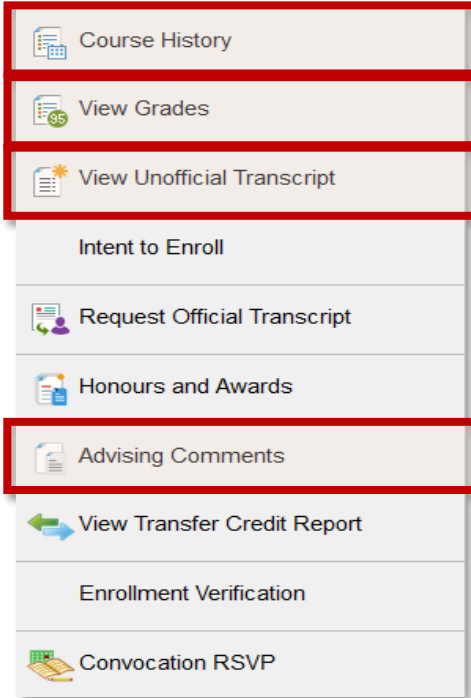 Course History
95
View Grades
View Unofficial Transcript
Intent to Enroll
Request Official Transcript
Honours and Awards
Advising Comments
View Transfer Credit Report
Enrollment Verification
Convocation RSVP